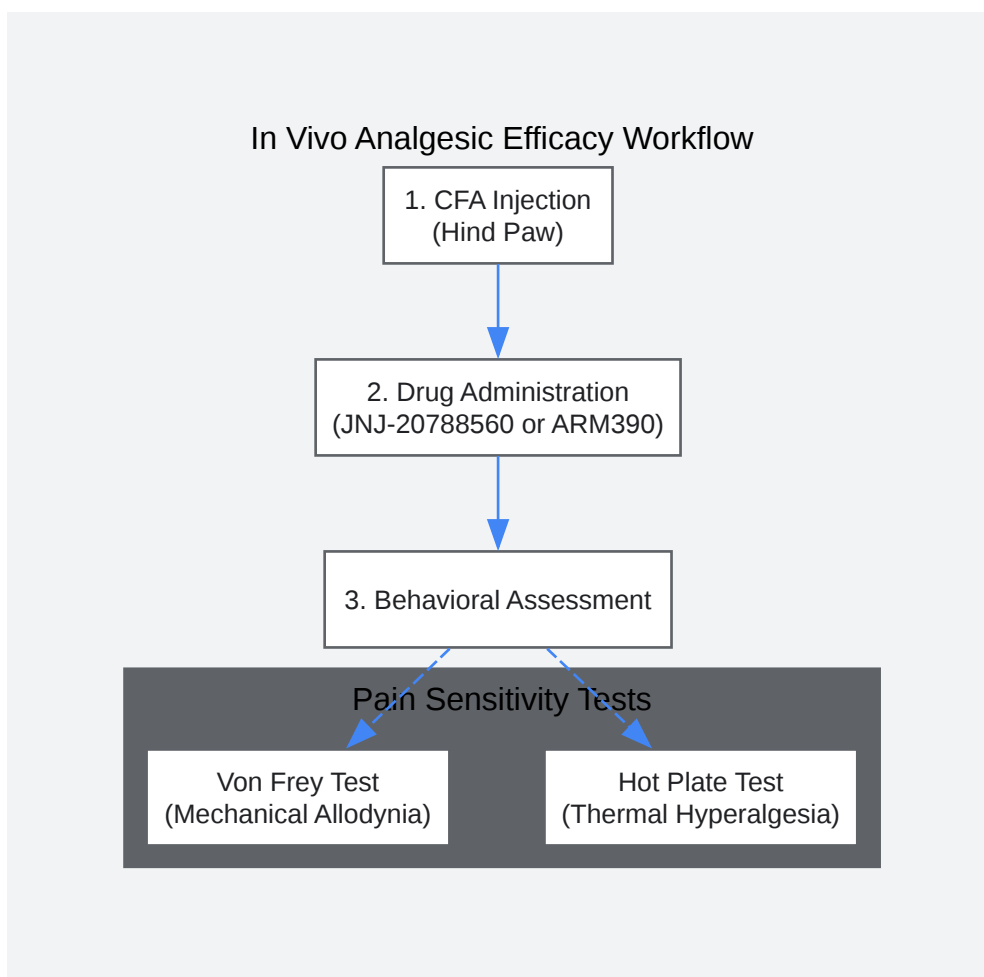 In Vivo Analgesic Efficacy Workflow
1. CFA Injection
(Hind Paw)
2. Drug Administration
(JNJ-20788560 or ARM390)
3. Behavioral Assessment
Pain Sensitivity Tests
Von Frey Test
(Mechanical Allodynia)
Hot Plate Test
(Thermal Hyperalgesia)